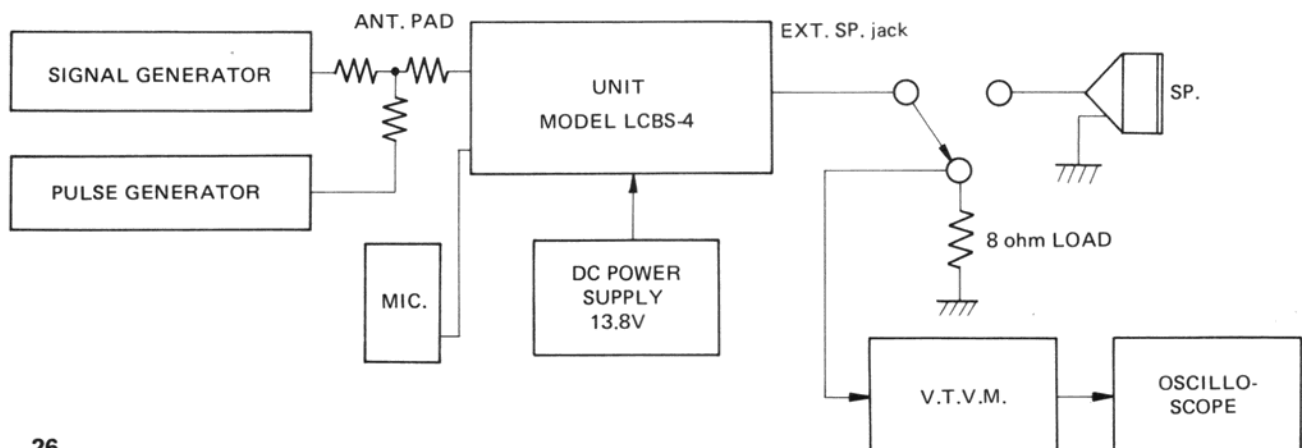 ANT. PAD
EXT. SP. jack
SIGNAL GENERATOR
UNIT
MODEL LCBS-4
SP.
PULSE GENERATOR
MIC.
DC POWER
SUPPLY
13.8V
8 ohm LOAD
V.T.V.M.
OSCILLO-
SCOPE
26